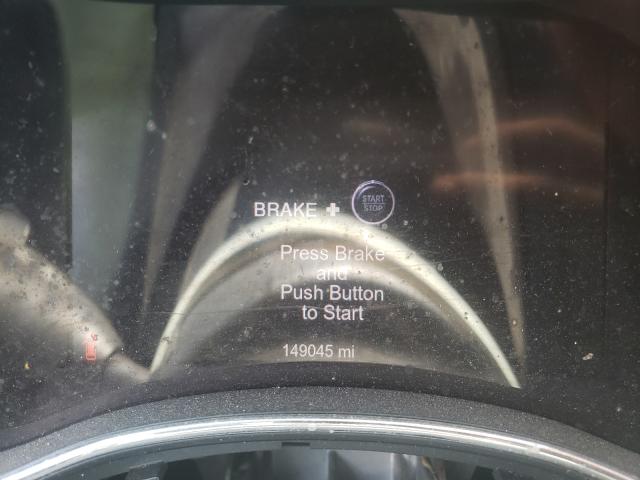 BRAKE + START
STOP
Press Brake
and
Push Button
to Start
149045 mi